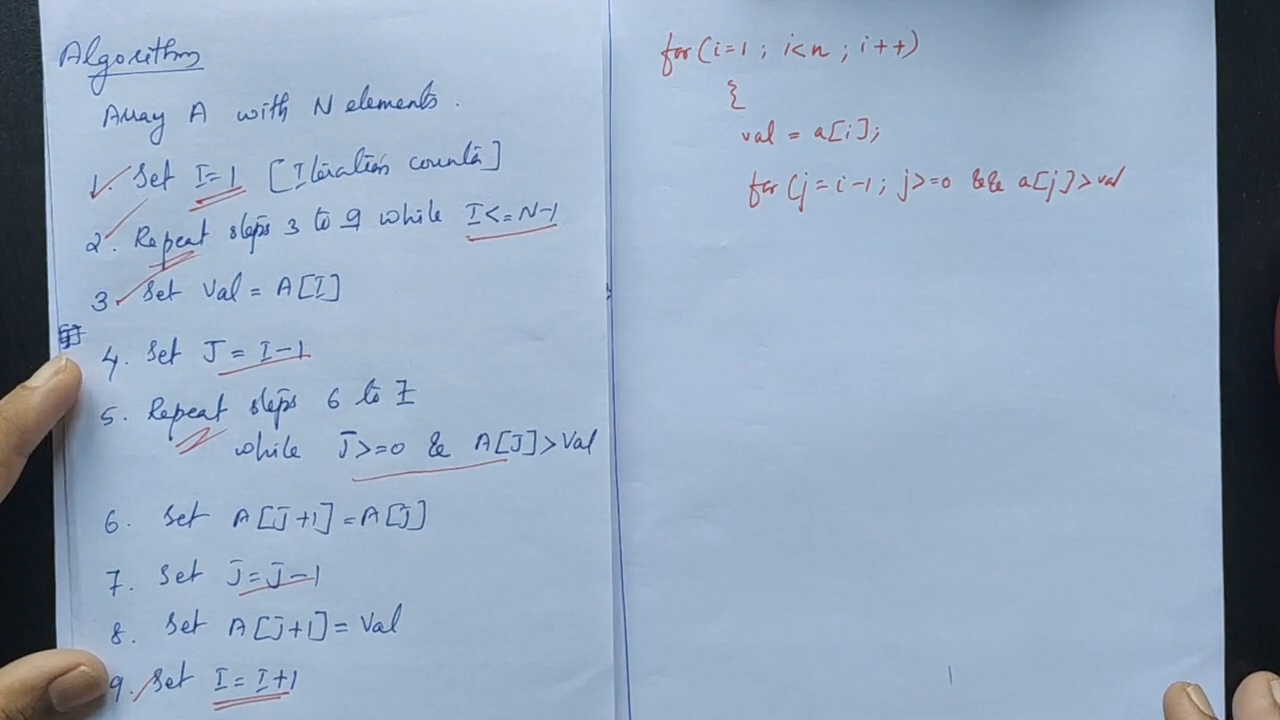 Algorithm
Array A with N elements.
1. Set I=1 [Iteration counter]
2. Repeat steps 3 to 9 while I<=N-1
3 Set Val = A[I]
4. Set J = I-1
5. Repeat steps 6 to 7
while J>=0 & A[J]>Val
6. Set A[J+1]=A[J]
7. Set J=J-1
8. Set A[J+1]=Val
9. Set I=I+1
for(i=1; i<n; i++)
{
val = a[i];
for(j=i-1; j>=0 && a[j]>val